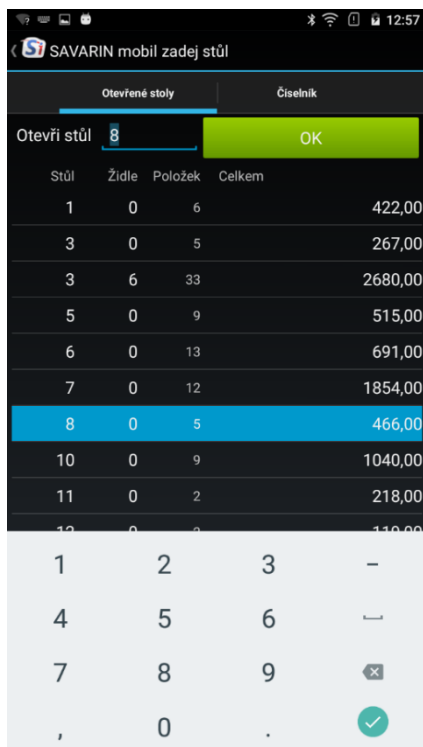 12:57
SAVARIN mobil zadej stůl
Otevřené stoly Číselník
Otevři stůl 8 OK
Stůl Židle Položek Celkem
1 0 6 422,00
3 0 5 267,00
3 6 33 2680,00
5 0 9 515,00
6 0 13 691,00
7 0 12 1854,00
8 0 5 466,00
10 0 9 1040,00
11 0 2 218,00
1 2 3 -
4 5 6
7 8 9
, 0 .